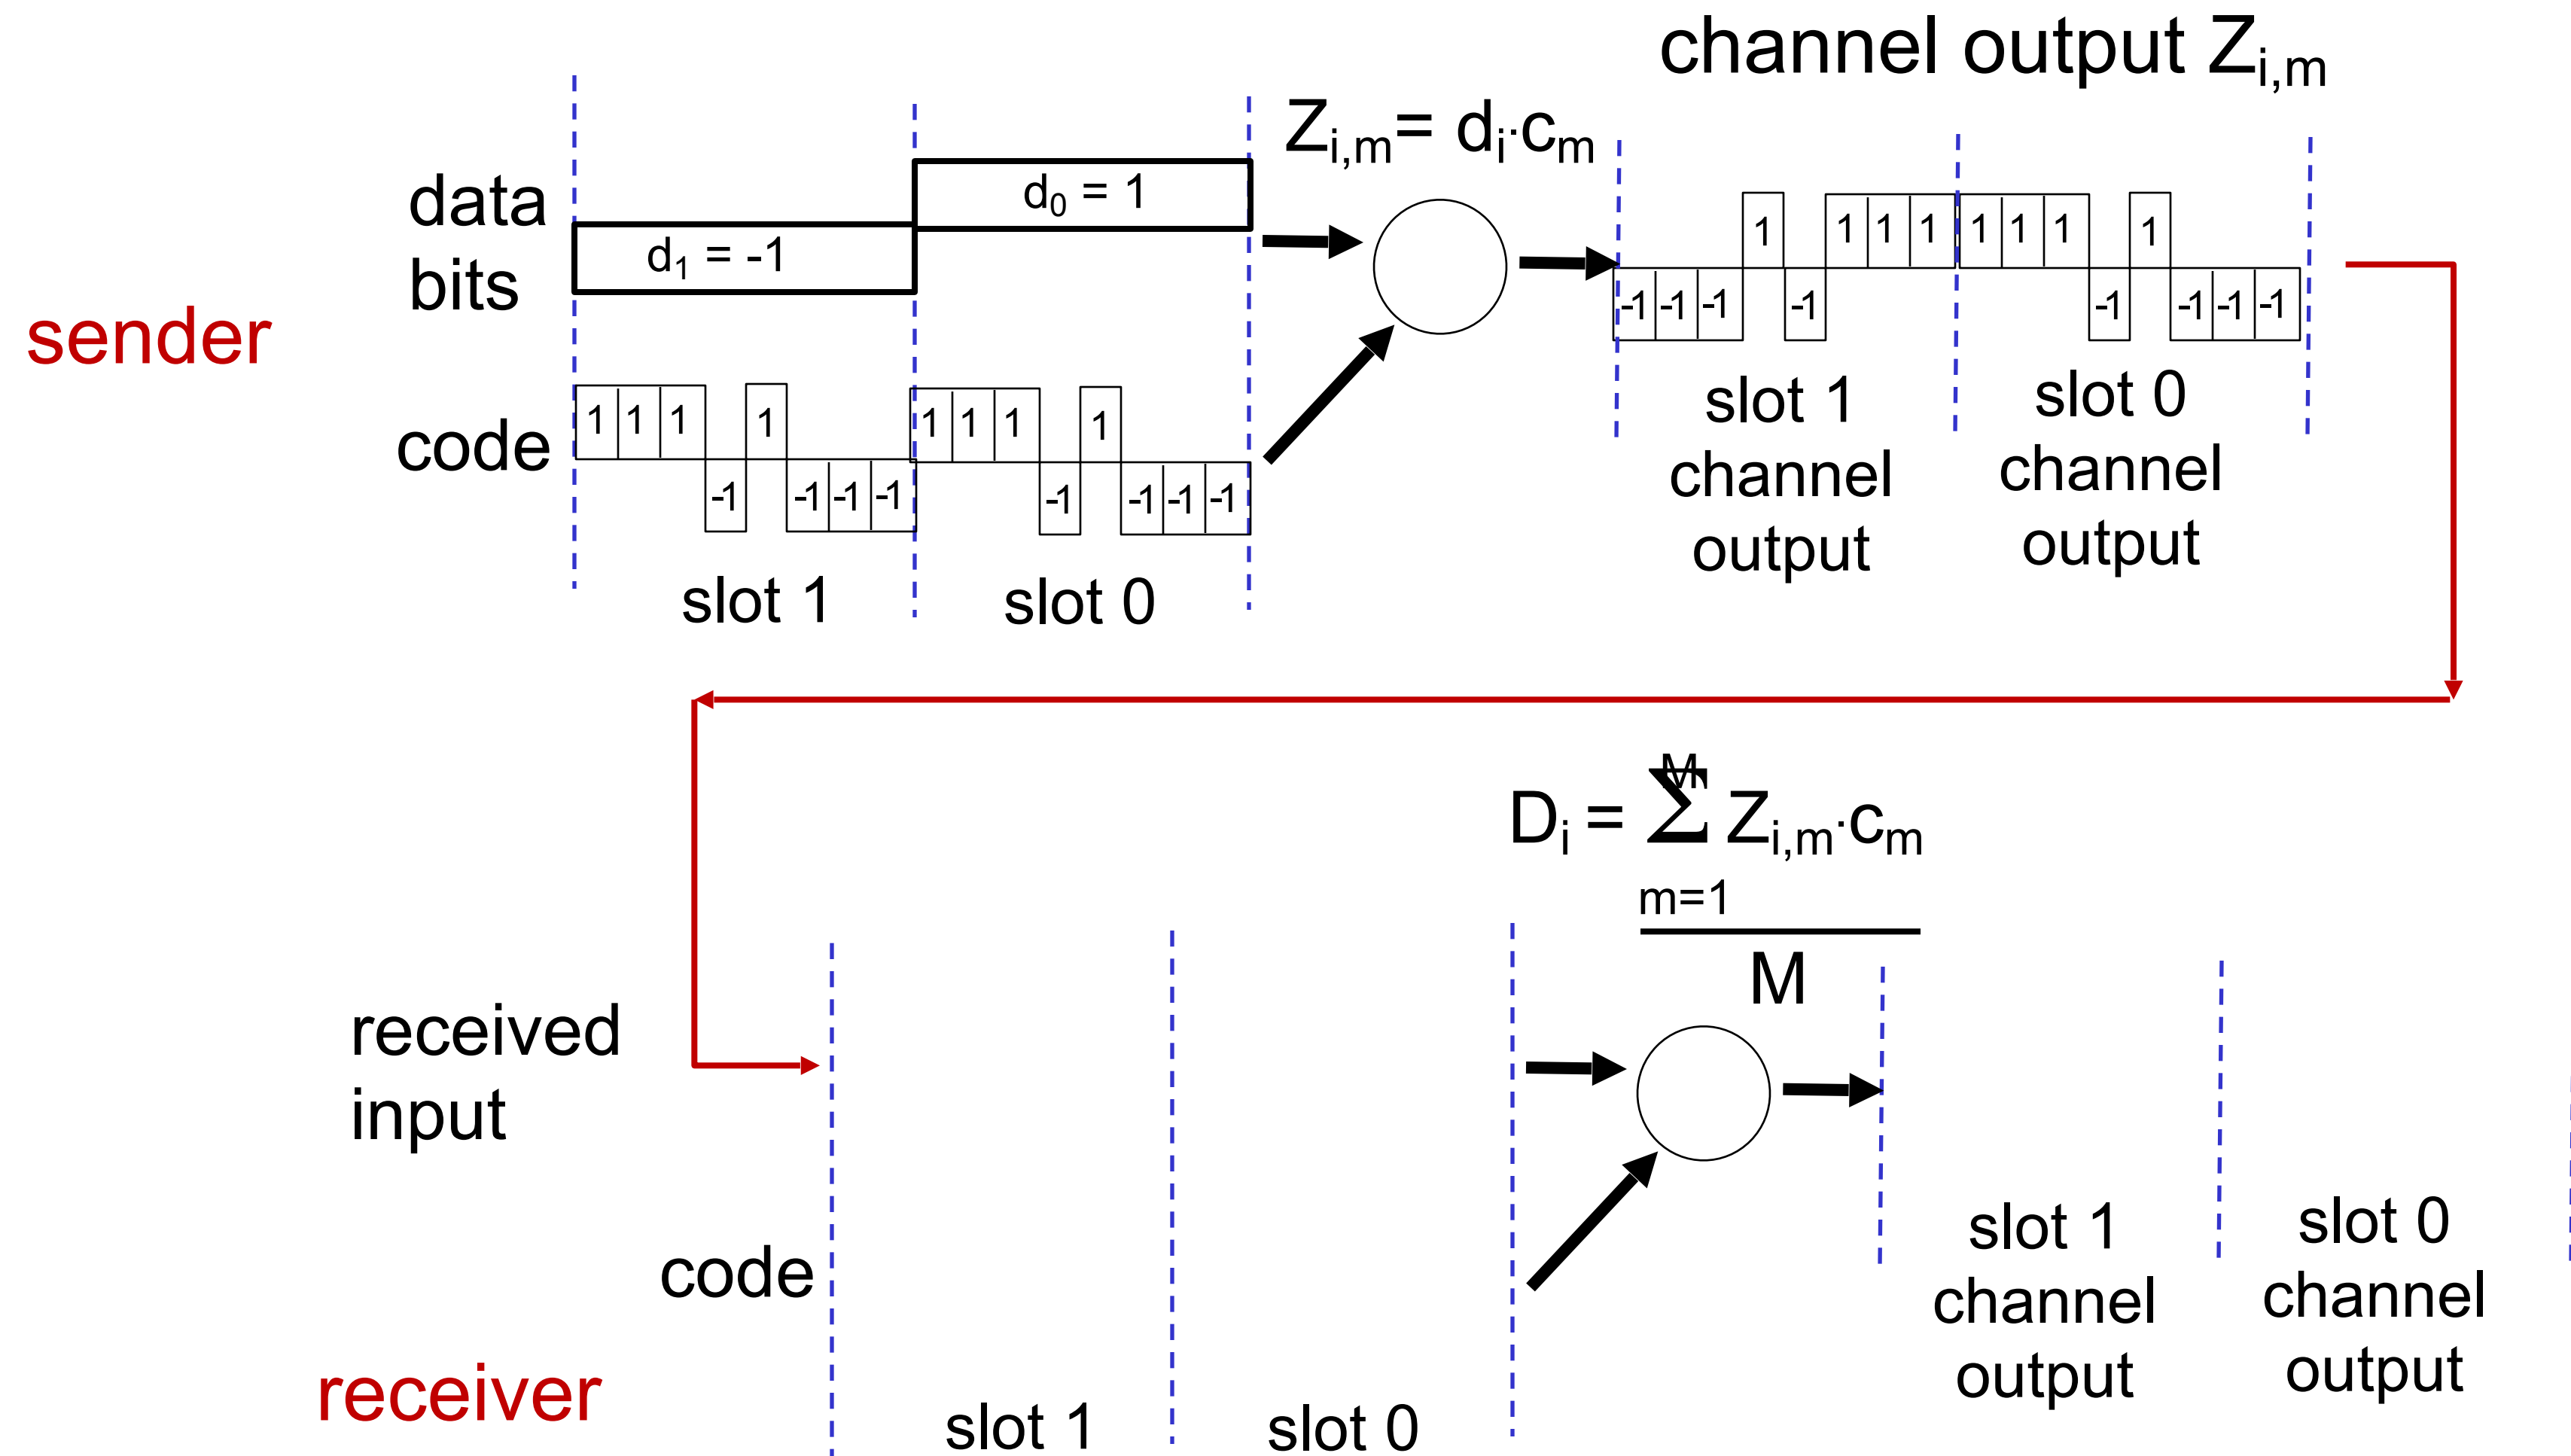 channel output Z_{i,m}
Z_{i,m}= d_i·c_m
data
bits
d_0 = 1
d_1 = -1
sender
1 1 1 1 1 1 1 1
-1 -1 -1 -1 -1 -1 -1 -1
code
1 1 1 1 1 1 1 1
-1 -1 -1 -1 -1 -1 -1 -1
slot 1
channel
output
slot 0
channel
output
slot 1
slot 0
M
D_i = Σ Z_{i,m}·c_m
m=1
M
received
input
code
slot 1
channel
output
slot 0
channel
output
receiver
slot 1
slot 0